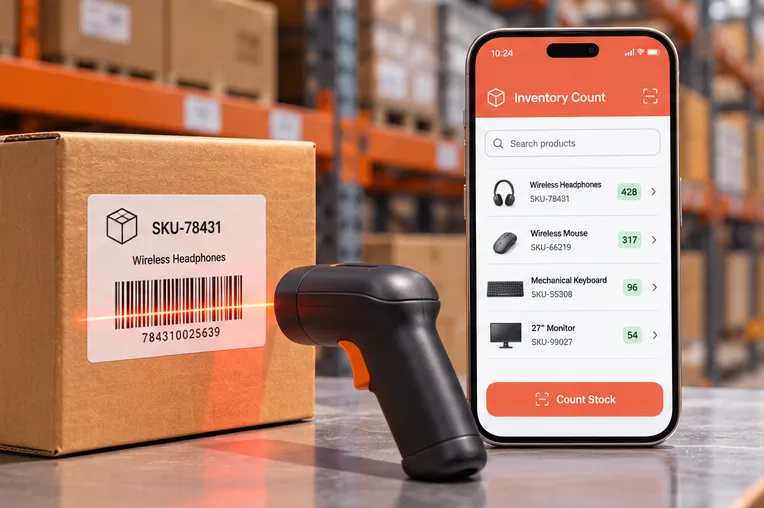 SKU-78431
Wireless Headphones
784310025639
10:24
Inventory Count
Search products
Wireless Headphones
SKU-78431
428
Wireless Mouse
SKU-66219
317
Mechanical Keyboard
SKU-55308
96
27" Monitor
SKU-99027
54
Count Stock